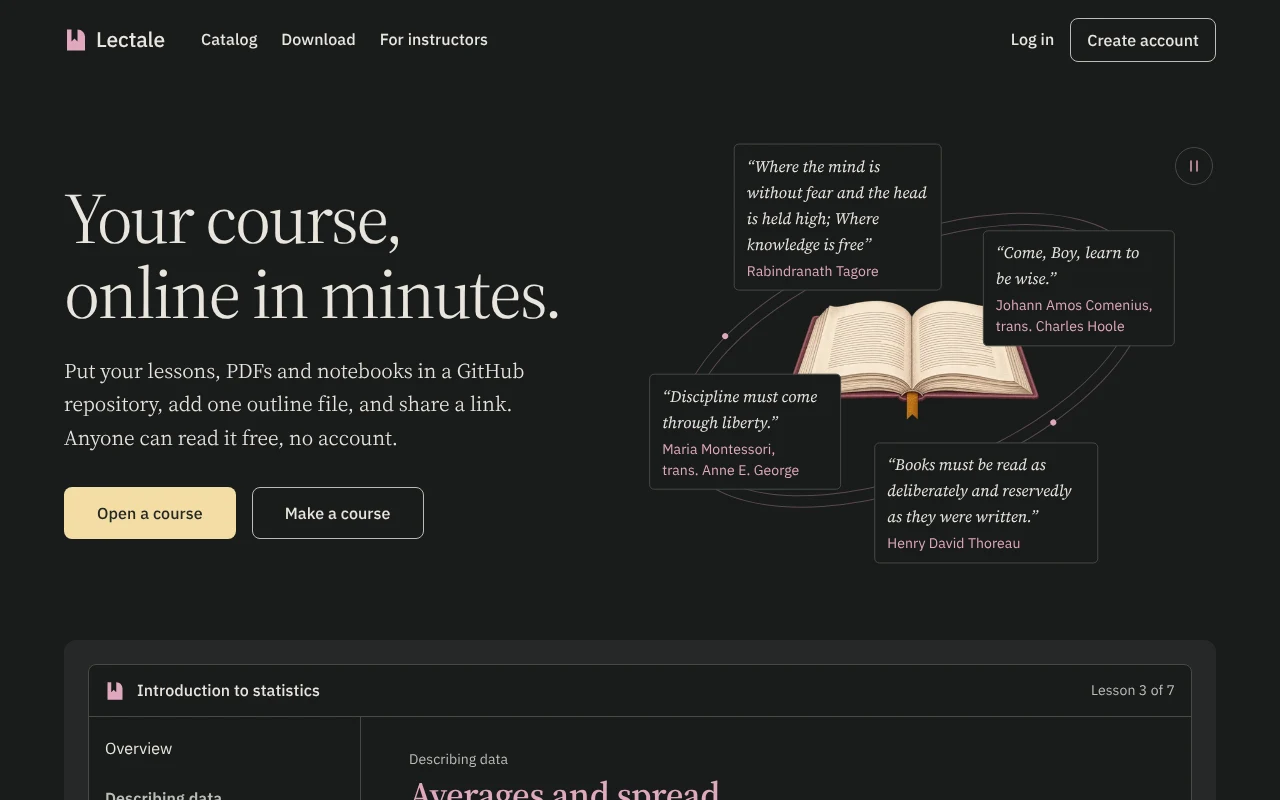 Lectale
Catalog
Download
For instructors
Log in
Create account
Your course,
online in minutes.
Put your lessons, PDFs and notebooks in a GitHub
repository, add one outline file, and share a link.
Anyone can read it free, no account.
Open a course
Make a course
“Where the mind is
without fear and the head
is held high; Where
knowledge is free”
Rabindranath Tagore
“Come, Boy, learn to
be wise.”
Johann Amos Comenius,
trans. Charles Hoole
“Discipline must come
through liberty.”
Maria Montessori,
trans. Anne E. George
“Books must be read as
deliberately and reservedly
as they were written.”
Henry David Thoreau
Introduction to statistics
Lesson 3 of 7
Overview
Describing data
Describing data
Averages and spread